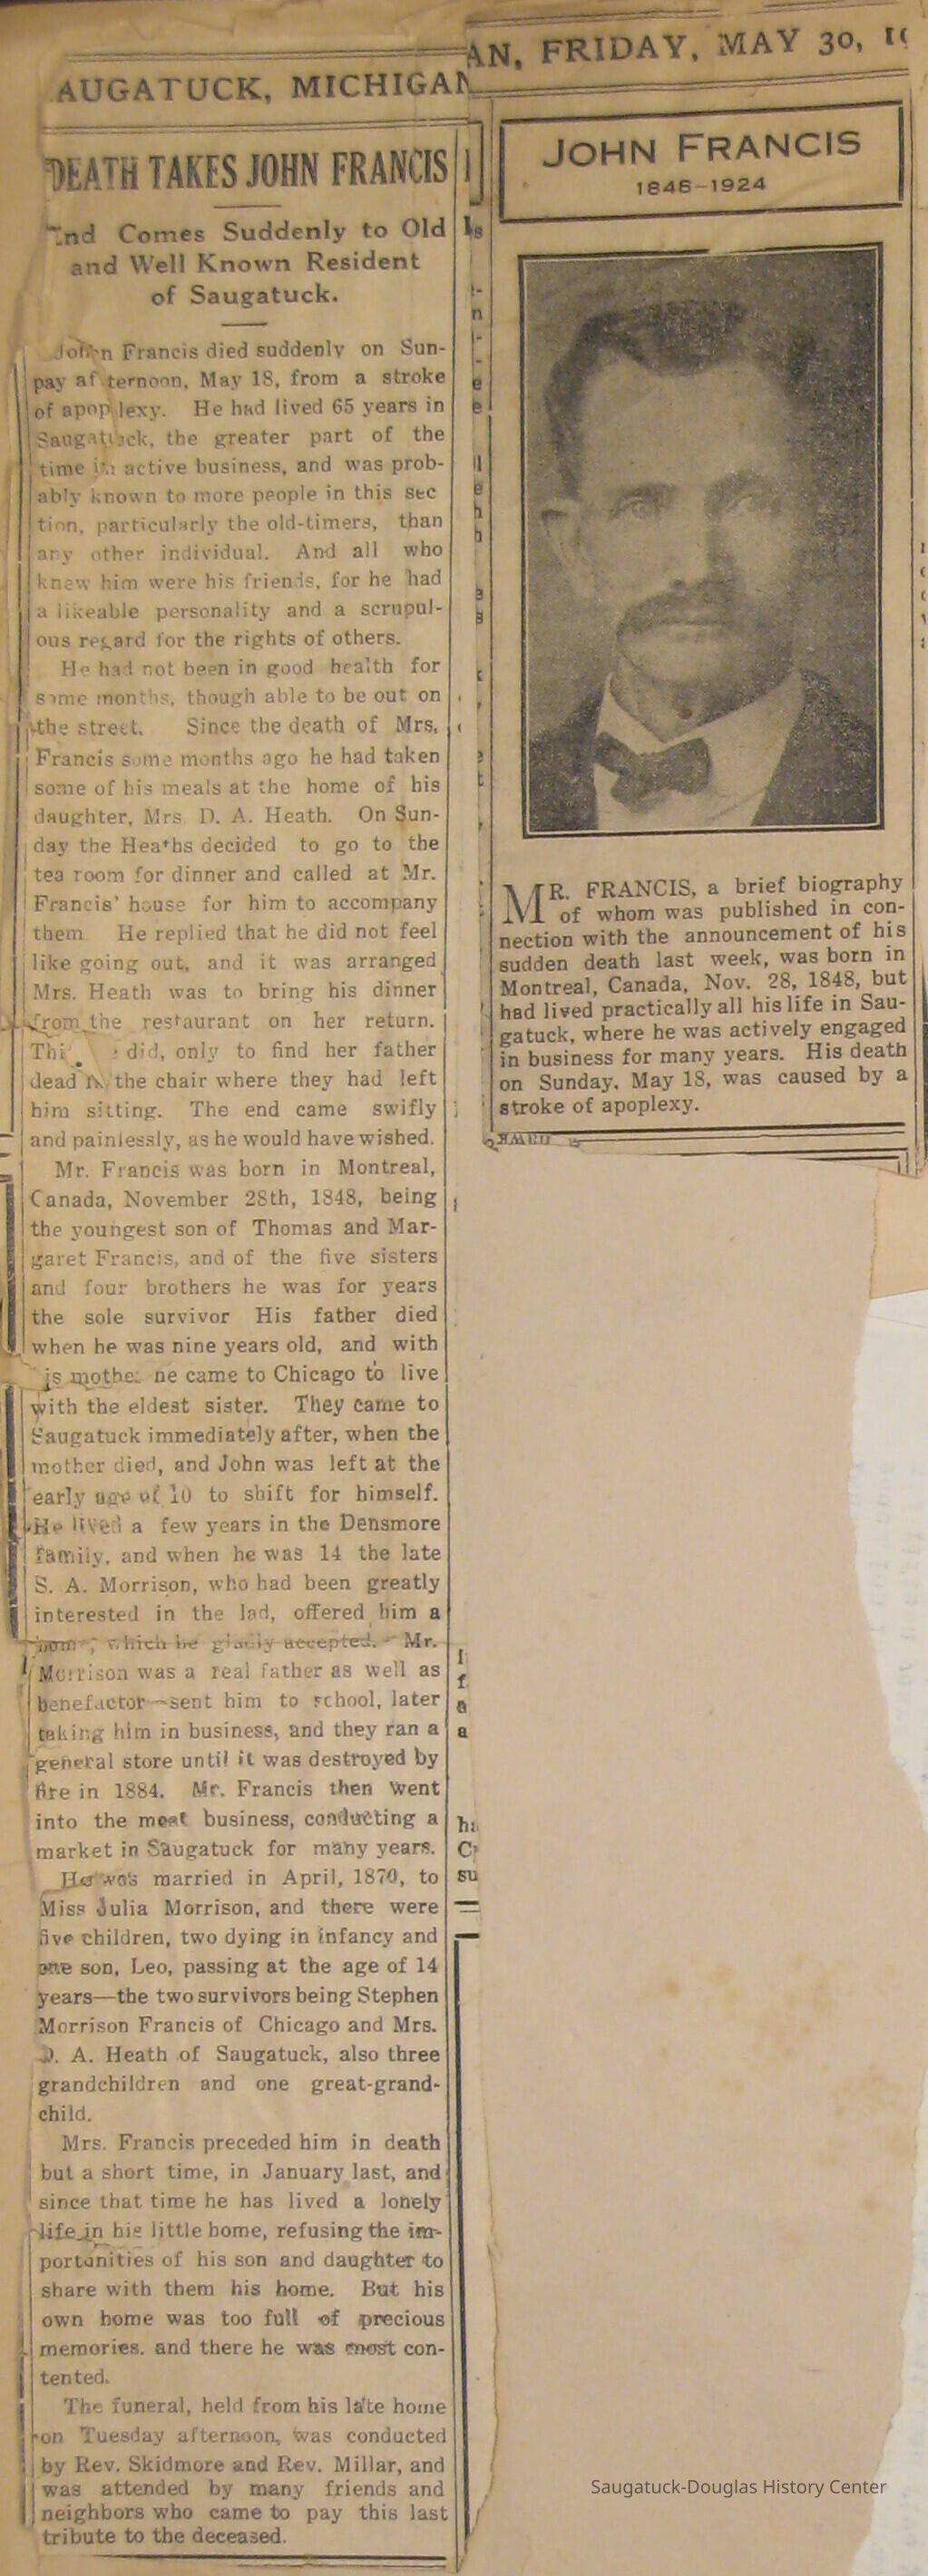 AUGATUCK, MICHIGAN
DEATH TAKES JOHN FRANCIS
End Comes Suddenly to Old
and Well Known Resident
of Saugatuck.
John Francis died suddenly on Sun-
pay afternoon, May 18, from a stroke
of apoplexy. He had lived 65 years in
Saugatuck, the greater part of the
time in active business, and was prob-
ably known to more people in this sec
tion, particularly the old-timers, than
any other individual. And all who
knew him were his friends, for he had
a likeable personality and a scrupul-
ous regard for the rights of others.
He had not been in good health for
some months, though able to be out on
the street. Since the death of Mrs.
Francis some months ago he had taken
some of his meals at the home of his
daughter, Mrs. D. A. Heath. On Sun-
day the Heaths decided to go to the
tea room for dinner and called at Mr.
Francis' house for him to accompany
them He replied that he did not feel
like going out, and it was arranged
Mrs. Heath was to bring his dinner
from the restaurant on her return.
did, only to find her father
dead in the chair where they had left
him sitting. The end came swifly
and painlessly, as he would have wished.
Mr. Francis was born in Montreal,
Canada, November 28th, 1848, being
the youngest son of Thomas and Mar-
garet Francis, and of the five sisters
and four brothers he was for years
the sole survivor His father died
when he was nine years old, and with
is mother he came to Chicago to live
with the eldest sister. They came to
Saugatuck immediately after, when the
mother died, and John was left at the
early age of 10 to shift for himself.
He lived a few years in the Densmore
family, and when he was 14 the late
S. A. Morrison, who had been greatly
interested in the lad, offered him a
home, which he gladly accepted. Mr.
Morrison was a real father as well as
benefactor—sent him to school, later
taking him in business, and they ran a
general store until it was destroyed by
fire in 1884. Mr. Francis then went
into the meat business, conducting a
market in Saugatuck for many years.
He was married in April, 1870, to
Miss Julia Morrison, and there were
five children, two dying in infancy and
one son, Leo, passing at the age of 14
years—the two survivors being Stephen
Morrison Francis of Chicago and Mrs.
D. A. Heath of Saugatuck, also three
grandchildren and one great-grand-
child.
Mrs. Francis preceded him in death
but a short time, in January last, and
since that time he has lived a lonely
life in his little home, refusing the im-
portunities of his son and daughter to
share with them his home. But his
own home was too full of precious
memories, and there he was most con-
tented.
The funeral, held from his late home
on Tuesday afternoon, was conducted
by Rev. Skidmore and Rev. Millar, and
was attended by many friends and
neighbors who came to pay this last
tribute to the deceased.
AN, FRIDAY, MAY 30,
JOHN FRANCIS
1846–1924
MR. FRANCIS, a brief biography
of whom was published in con-
nection with the announcement of his
sudden death last week, was born in
Montreal, Canada, Nov. 28, 1848, but
had lived practically all his life in Sau-
gatuck, where he was actively engaged
in business for many years. His death
on Sunday, May 18, was caused by a
stroke of apoplexy.
Saugatuck-Douglas History Center